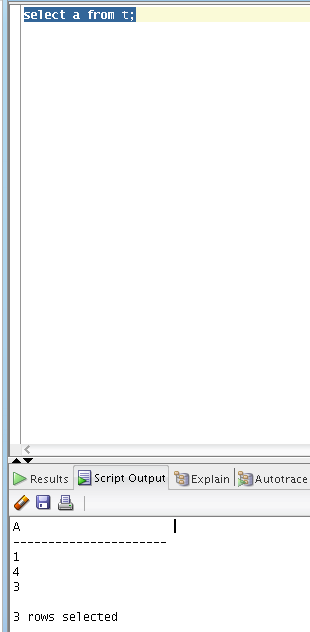 select a from t;
Results Script Output Explain Autotrace
A
----------------------
1
4
3
3 rows selected